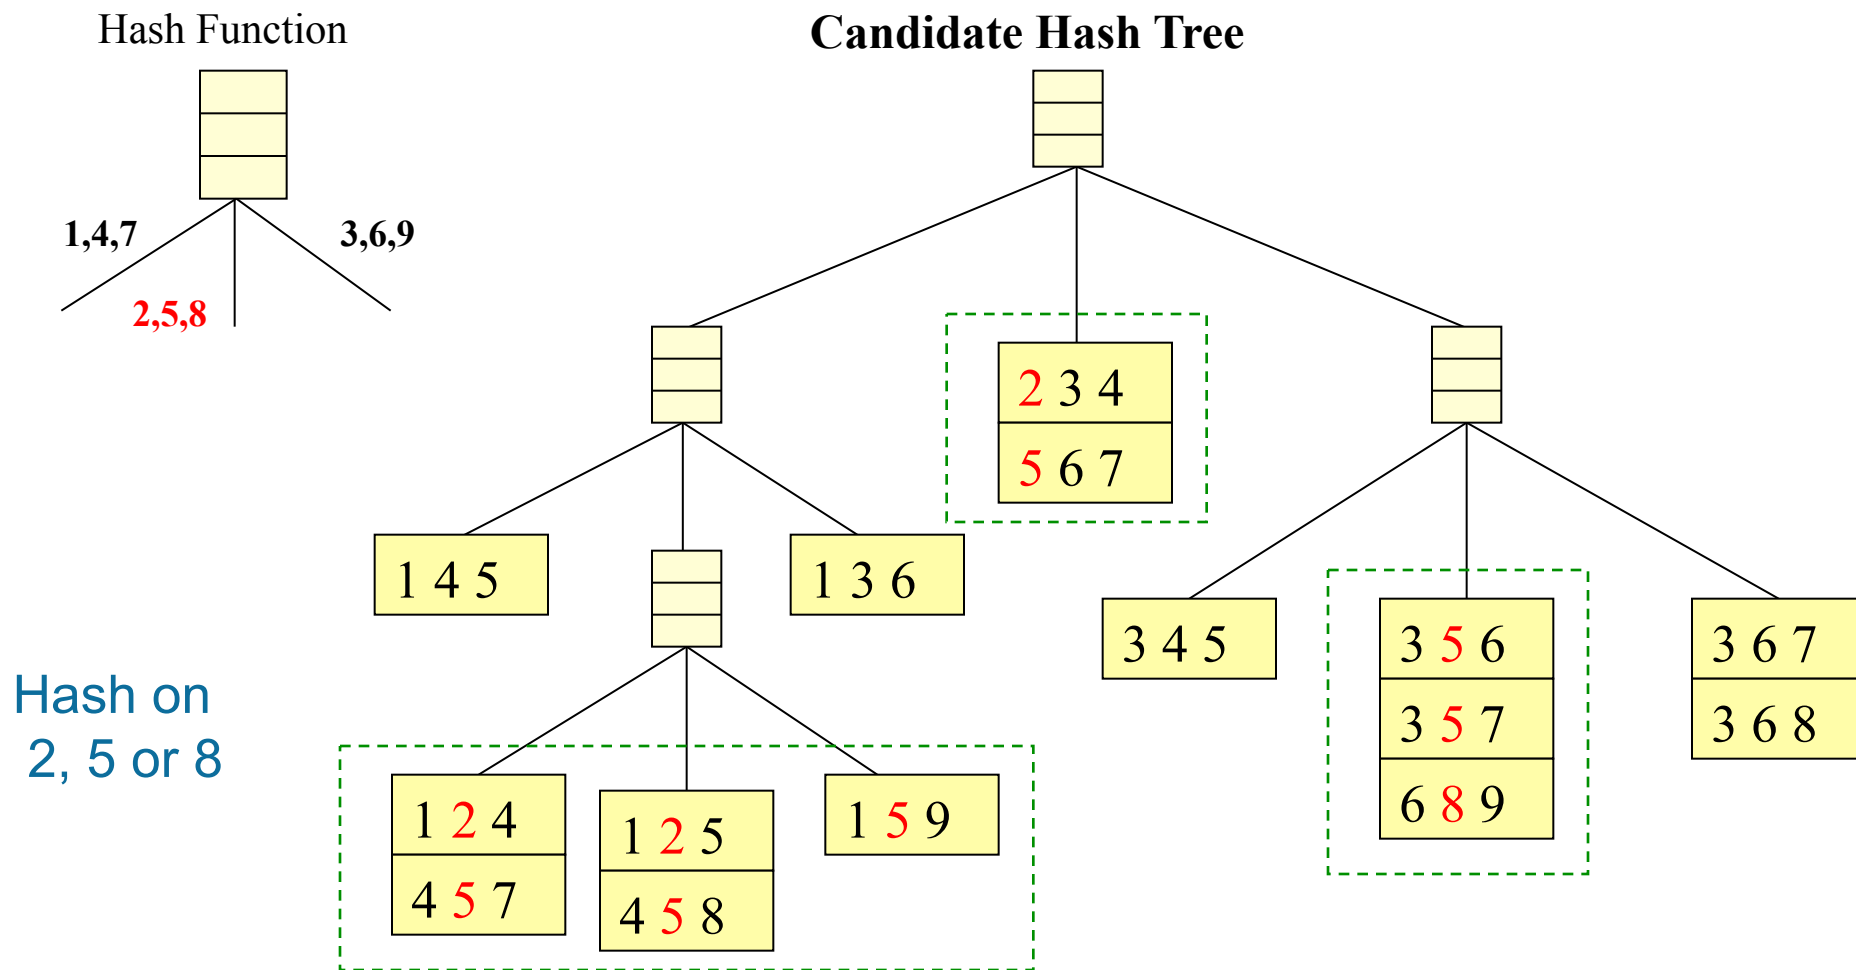 Hash Function
Candidate Hash Tree
1,4,7
3,6,9
2,5,8
2 3 4
5 6 7
1 4 5
1 3 6
3 4 5
3 5 6
3 5 7
6 8 9
3 6 7
3 6 8
Hash on
2, 5 or 8
1 2 4
4 5 7
1 2 5
4 5 8
1 5 9